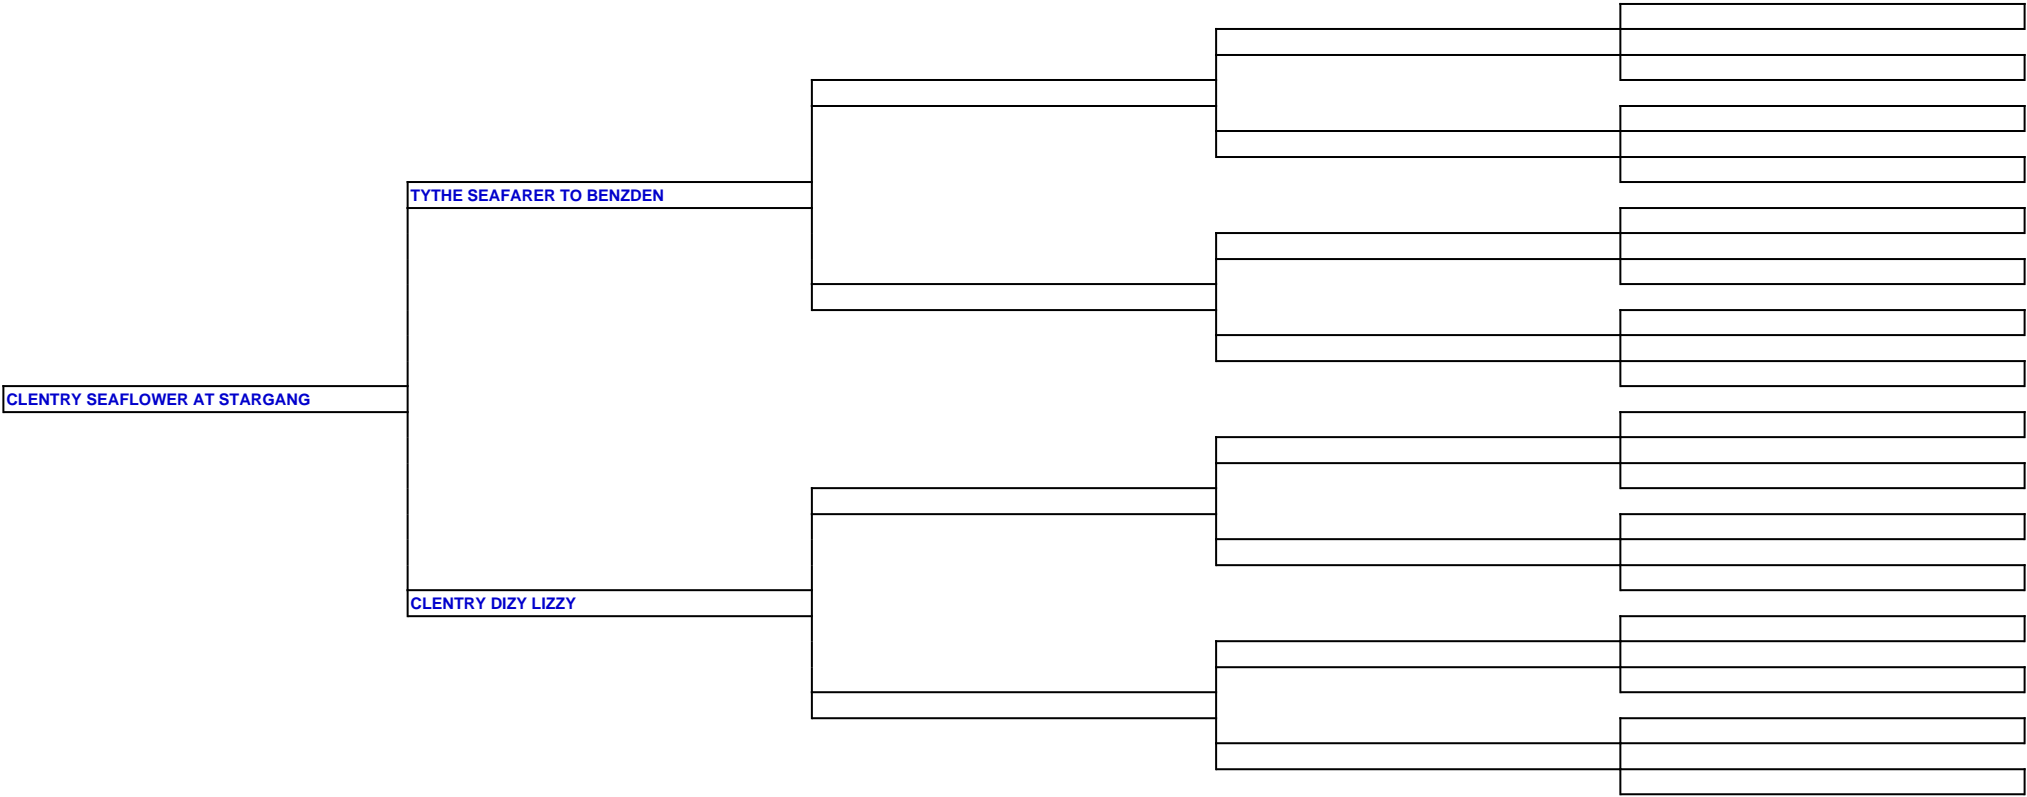 TYTHE SEAFARER TO BENZDEN
CLENTRY SEAFLOWER AT STARGANG
CLENTRY DIZY LIZZY